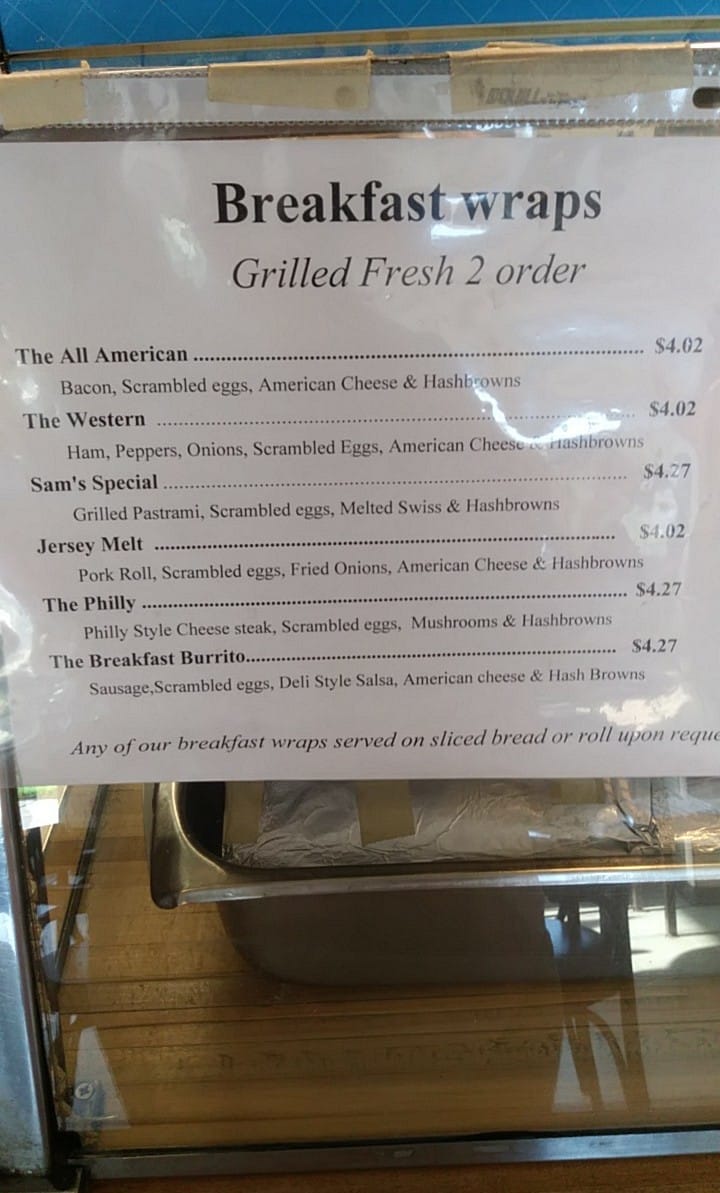 Breakfast wraps
Grilled Fresh 2 order
The All American ........................................................................ $4.02
Bacon, Scrambled eggs, American Cheese & Hashbrowns
The Western ........................................................................ $4.02
Ham, Peppers, Onions, Scrambled Eggs, American Cheese & Hashbrowns
Sam's Special ........................................................................ $4.27
Grilled Pastrami, Scrambled eggs, Melted Swiss & Hashbrowns
Jersey Melt ........................................................................ $4.02
Pork Roll, Scrambled eggs, Fried Onions, American Cheese & Hashbrowns
The Philly ........................................................................ $4.27
Philly Style Cheese steak, Scrambled eggs, Mushrooms & Hashbrowns
The Breakfast Burrito........................................................................ $4.27
Sausage,Scrambled eggs, Deli Style Salsa, American cheese & Hash Browns
Any of our breakfast wraps served on sliced bread or roll upon reque